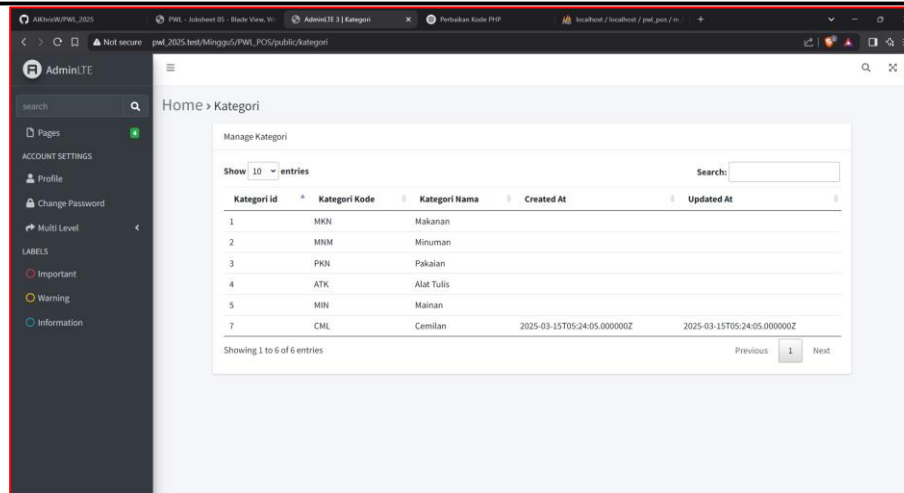 AlKhrisW/PWL_2025
PWL - Jobsheet 05 - Blade View, W
AdminLTE 3 | Kategori
Perbaikan Kode PHP
localhost / localhost / pwl_pos / m_
Not secure pwl_2025.test/Minggu5/PWL_POS/public/kategori
AdminLTE
search
Pages 4
ACCOUNT SETTINGS
Profile
Change Password
Multi Level
LABELS
Important
Warning
Information
Home › Kategori
Manage Kategori
Show 10 entries Search:
Kategori id Kategori Kode Kategori Nama Created At Updated At
1 MKN Makanan
2 MNM Minuman
3 PKN Pakaian
4 ATK Alat Tulis
5 MIN Mainan
7 CML Cemilan 2025-03-15T05:24:05.000000Z 2025-03-15T05:24:05.000000Z
Showing 1 to 6 of 6 entries Previous 1 Next